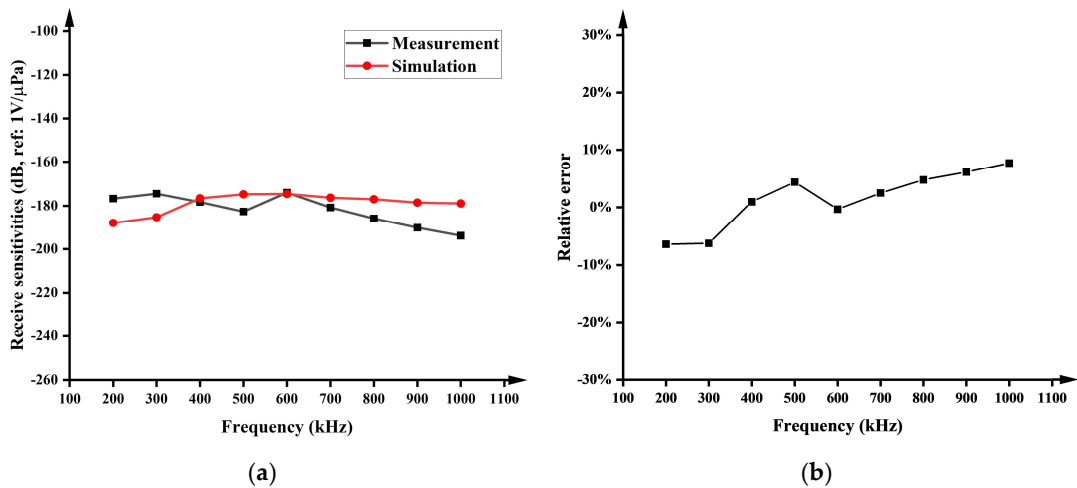 Receive sensitivities (dB, ref: 1V/μPa)
-100
-120
-140
-160
-180
-200
-220
-240
-260
Measurement
Simulation
100 200 300 400 500 600 700 800 900 1000 1100
Frequency (kHz)
(a)
Relative error
30%
20%
10%
0%
-10%
-20%
-30%
100 200 300 400 500 600 700 800 900 1000 1100
Frequency (kHz)
(b)